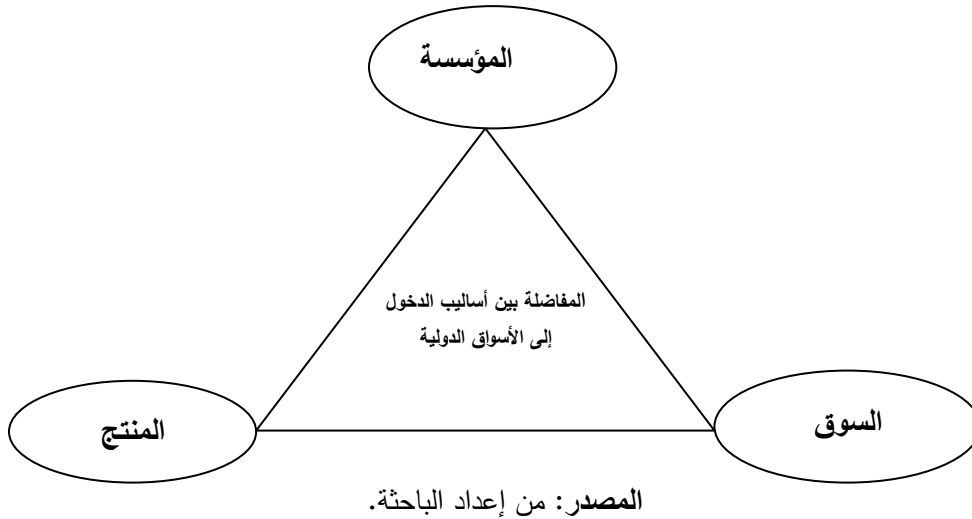 المؤسسة
المفاضلة بين أساليب الدخول
إلى الأسواق الدولية
السوق
المنتج
المصدر: من إعداد الباحثة.